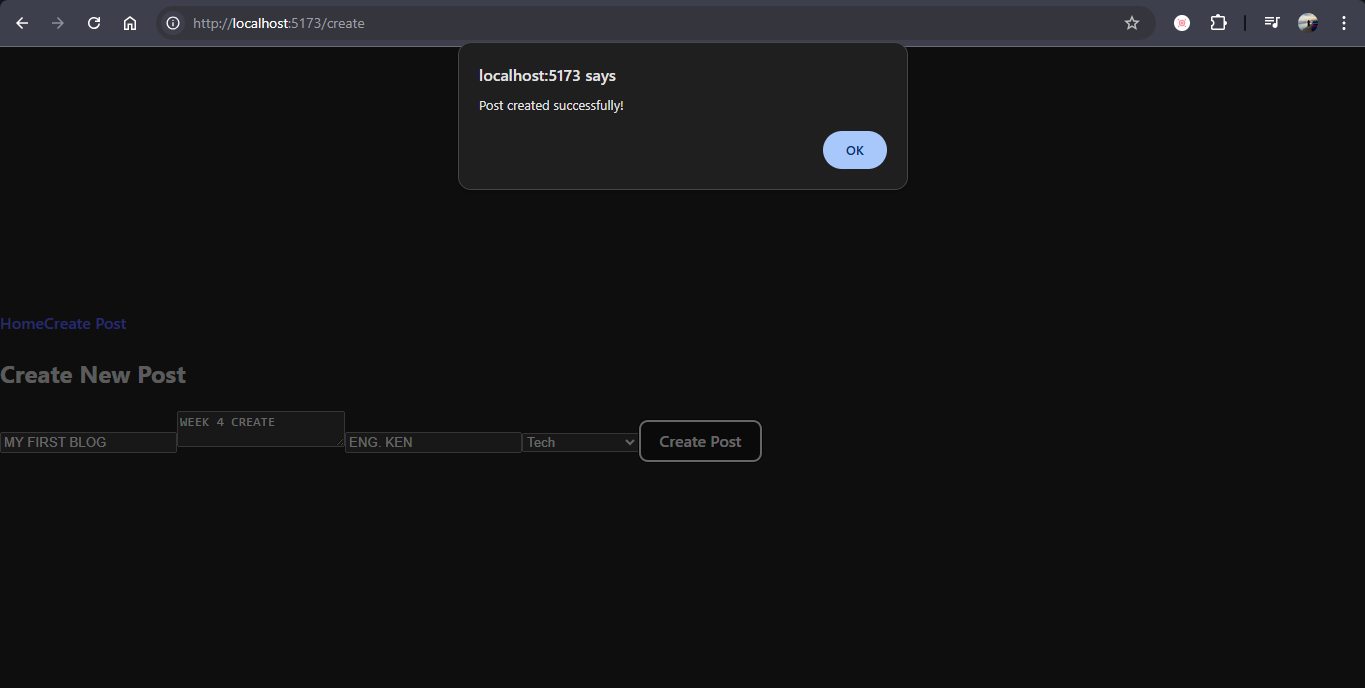 http://localhost:5173/create
localhost:5173 says
Post created successfully!
OK
HomeCreate Post
Create New Post
MY FIRST BLOG WEEK 4 CREATE ENG. KEN Tech Create Post